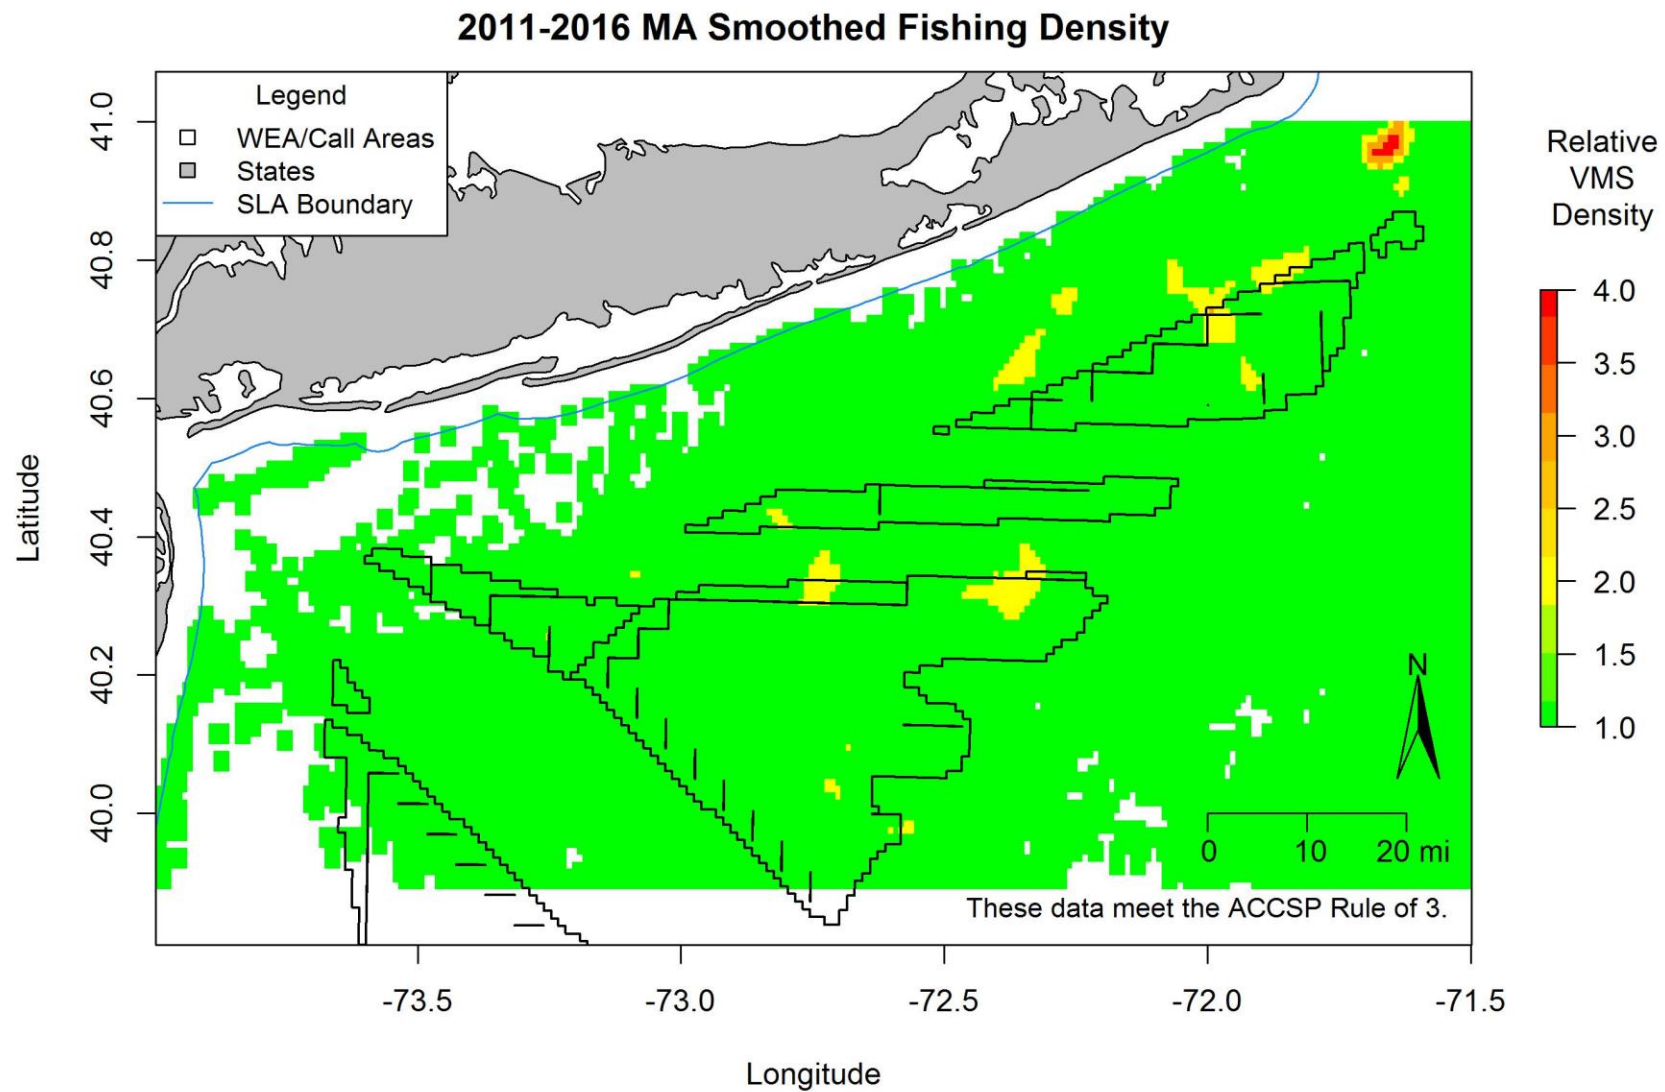 2011-2016 MA Smoothed Fishing Density
Legend
WEA/Call Areas
States
SLA Boundary
Relative
VMS
Density
4.0
3.5
3.0
2.5
2.0
1.5
1.0
Latitude
41.0
40.8
40.6
40.4
40.2
40.0
N
0 10 20 mi
These data meet the ACCSP Rule of 3.
-73.5 -73.0 -72.5 -72.0 -71.5
Longitude